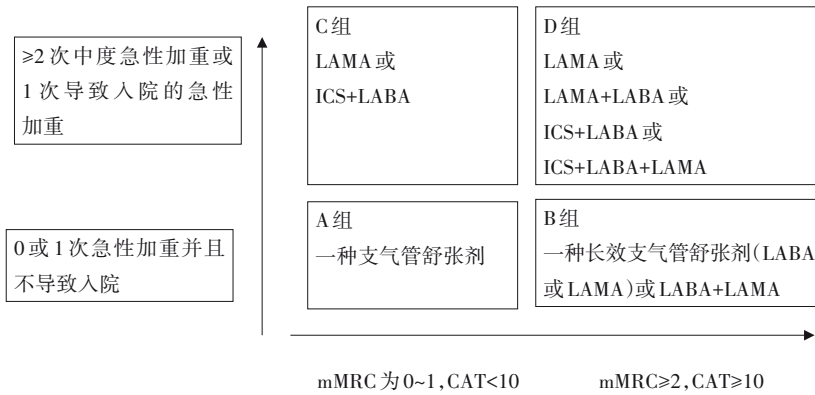 ≥2次中度急性加重或
1次导致入院的急性
加重
C组
LAMA或
ICS+LABA
D组
LAMA或
LAMA+LABA或
ICS+LABA或
ICS+LABA+LAMA
0或1次急性加重并且
不导致入院
A组
一种支气管舒张剂
B组
一种长效支气管舒张剂(LABA
或LAMA)或LABA+LAMA
mMRC为0~1,CAT<10
mMRC≥2,CAT≥10